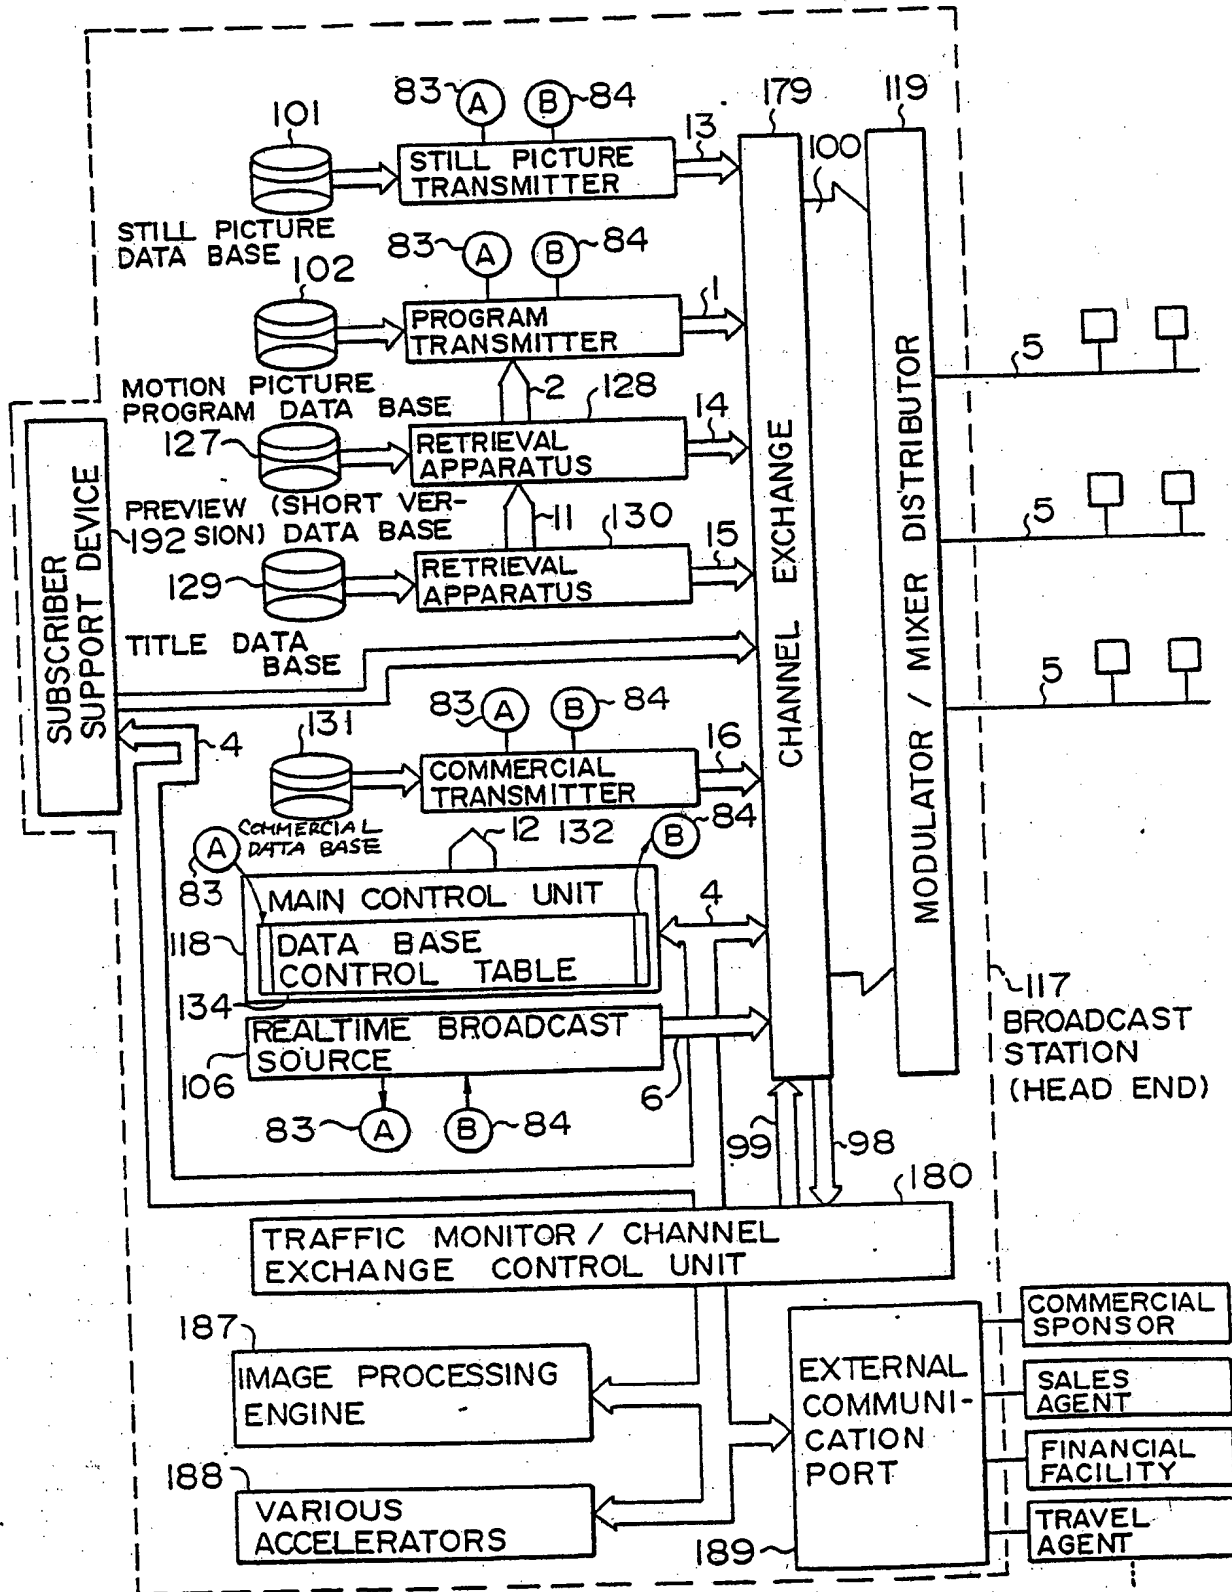 83 A B 84
179
119
101
13
100
STILL PICTURE
TRANSMITTER
STILL PICTURE
DATA BASE
83 A B 84
102
1
PROGRAM
TRANSMITTER
MOTION PICTURE
PROGRAM DATA BASE
2
128
127
14
RETRIEVAL
APPARATUS
PREVIEW (SHORT VER-
SION) DATA BASE
192
11
130
129
15
RETRIEVAL
APPARATUS
TITLE DATA
BASE
SUBSCRIBER
SUPPORT DEVICE
CHANNEL EXCHANGE
MODULATOR / MIXER DISTRIBUTOR
5
5
5
83 A B 84
4
131
16
COMMERCIAL
TRANSMITTER
COMMERCIAL
DATA BASE
12
132
B 84
A
83
MAIN CONTROL UNIT
118
DATA BASE
CONTROL TABLE
4
134
REALTIME BROADCAST
SOURCE
106
6
83 A B 84
117
BROADCAST
STATION
(HEAD END)
99
98
180
TRAFFIC MONITOR / CHANNEL
EXCHANGE CONTROL UNIT
187
IMAGE PROCESSING
ENGINE
188
VARIOUS
ACCELERATORS
EXTERNAL
COMMUNI-
CATION
PORT
189
COMMERCIAL
SPONSOR
SALES
AGENT
FINANCIAL
FACILITY
TRAVEL
AGENT